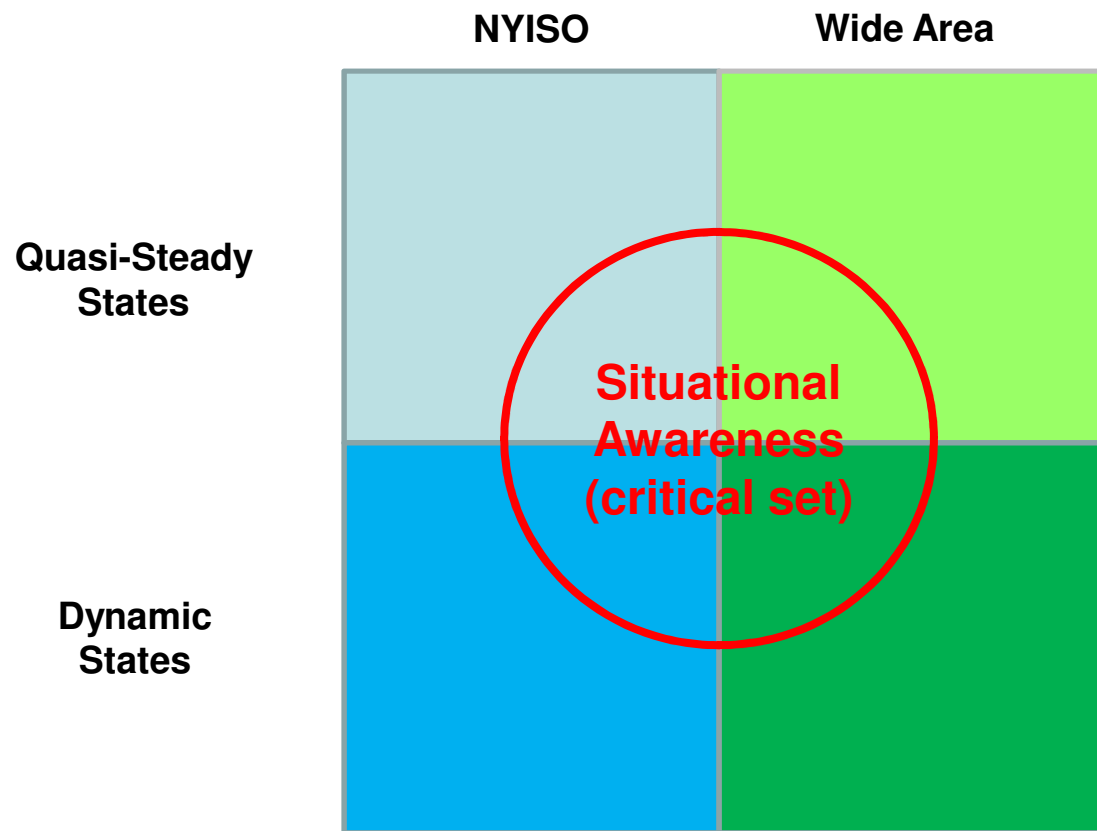 NYISO
Wide Area
Quasi-Steady
States
Situational
Awareness
(critical set)
Dynamic
States